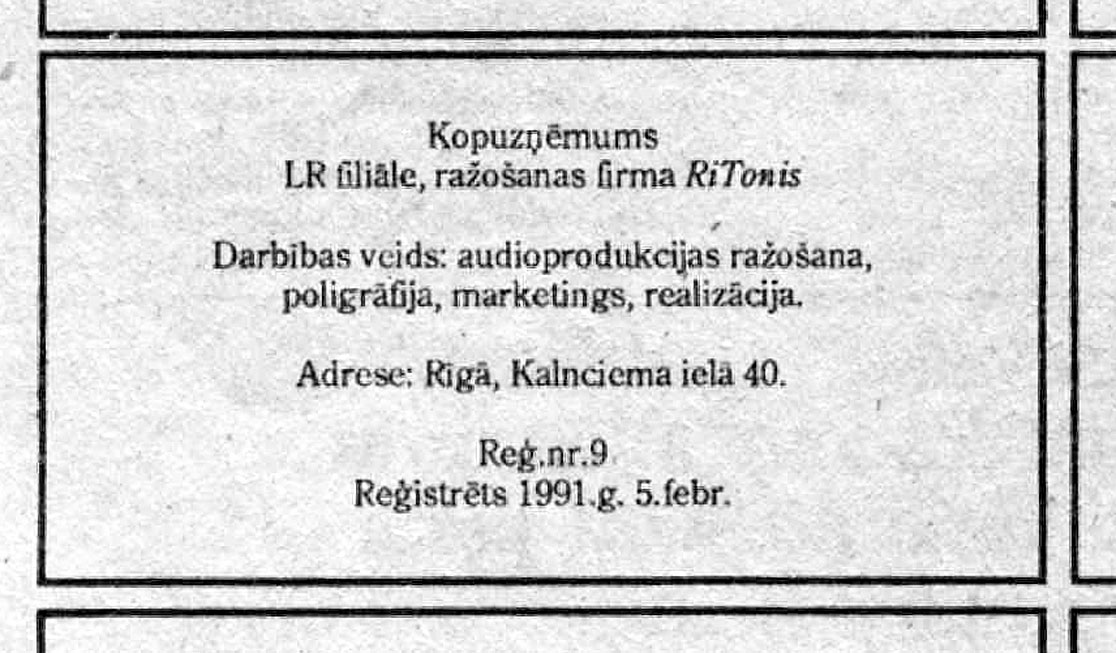 Kopuzņēmums
LR filiāle, ražošanas firma RiTonis
Darbības veids: audioprodukcijas ražošana,
poligrāfija, marketings, realizācija.
Adrese: Rīgā, Kalnciema ielā 40.
Reģ.nr.9
Reģistrēts 1991.g. 5.febr.